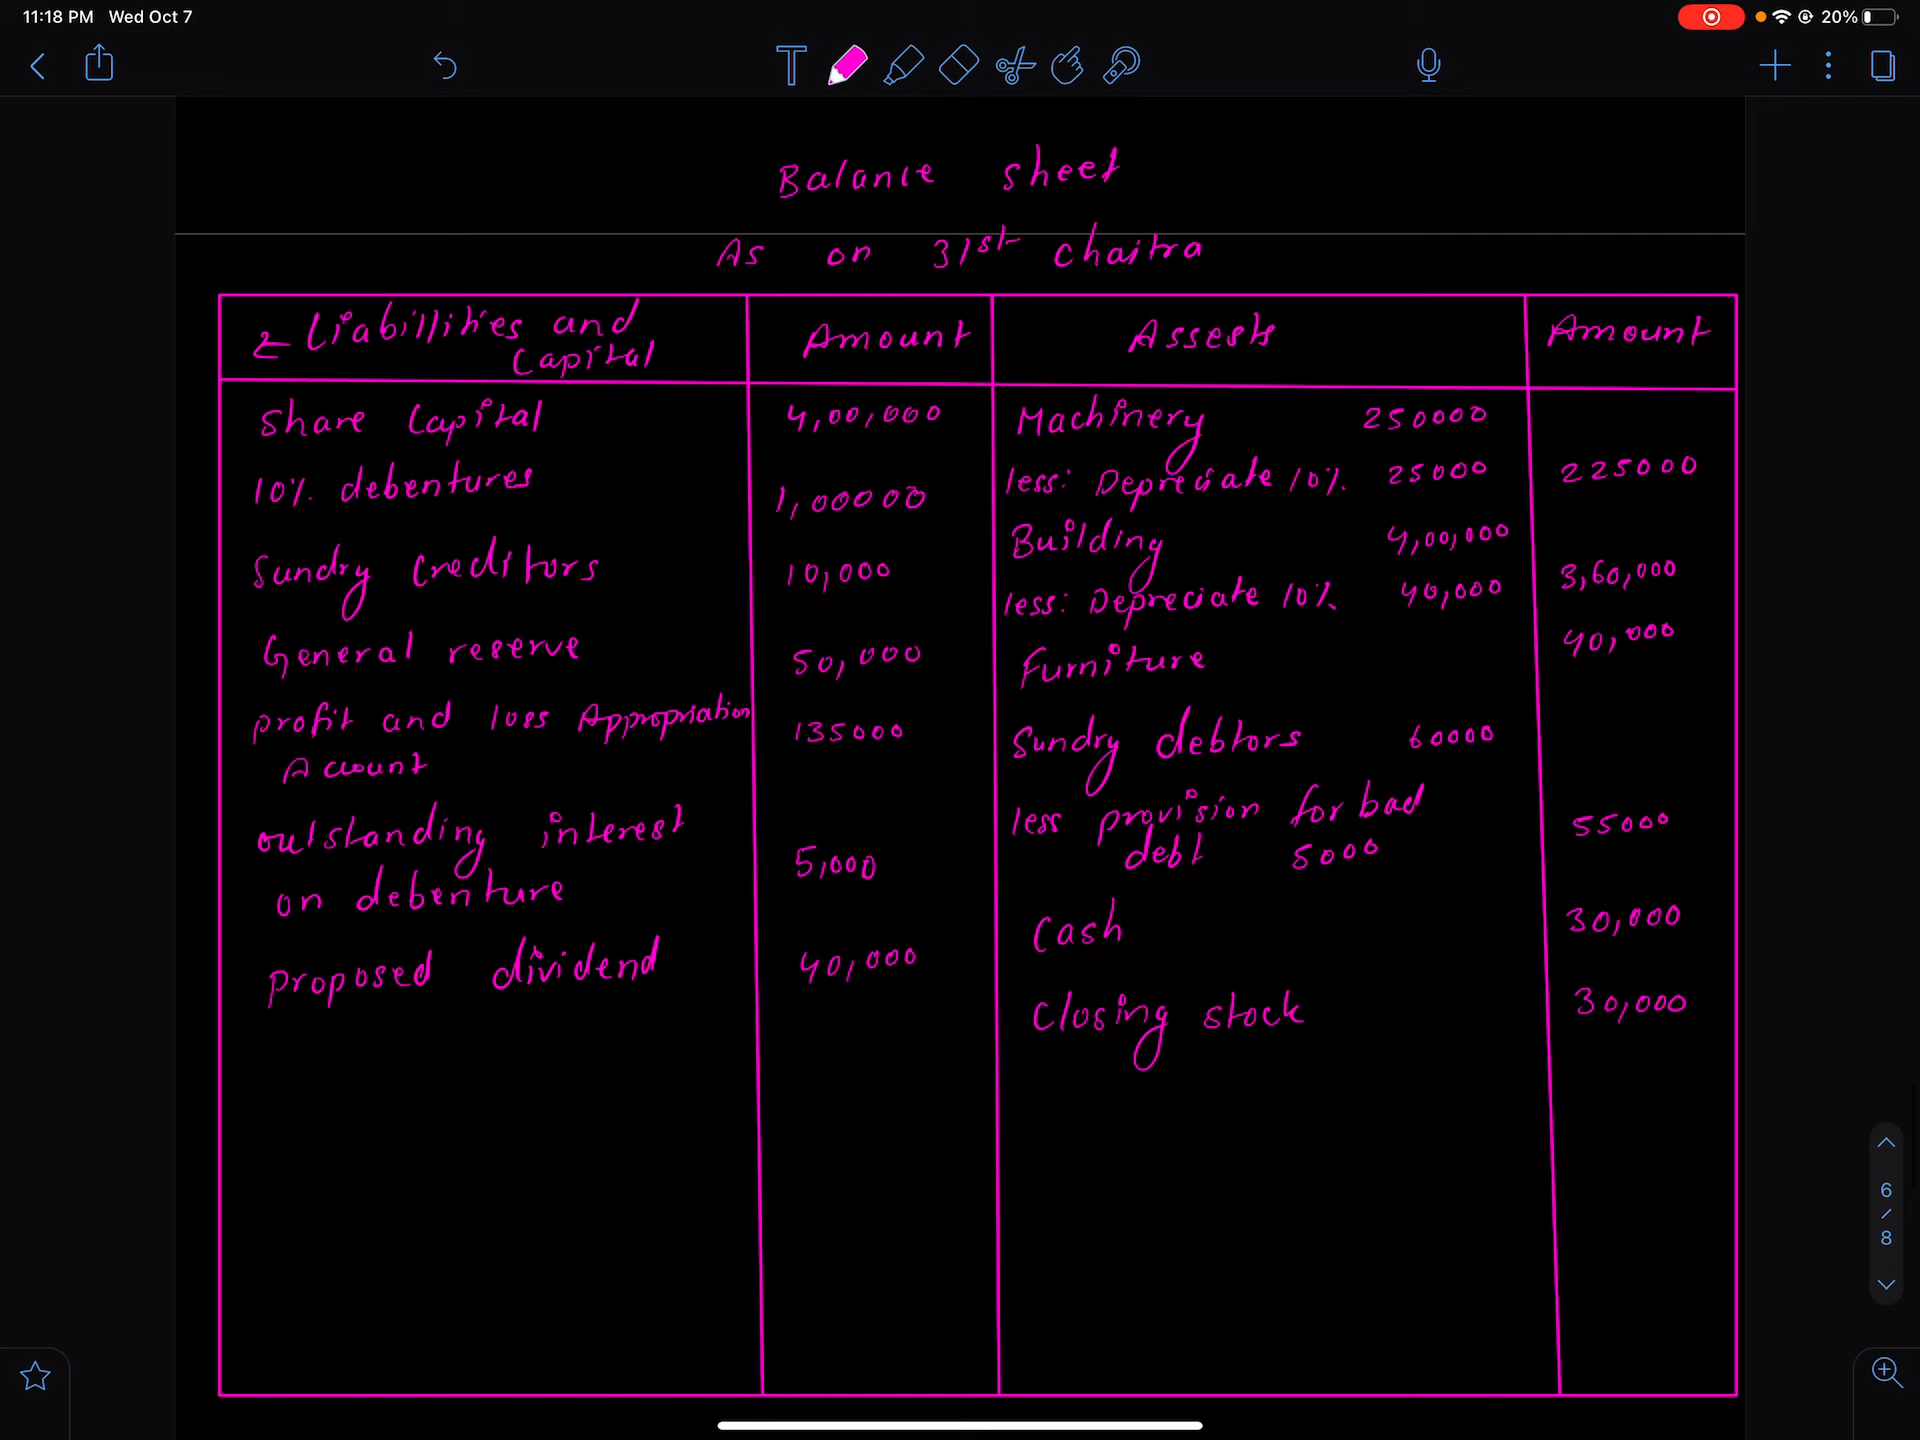 11:18 PM Wed Oct 7
20%
Balance sheet
As on 31st chaitra
Liabillities and Capital
Amount
Assests
Amount
Share Capital 4,00,000
Machinery 250000
10% debentures 1,00000
less: Depreciate 10% 25000 225000
Building 4,00,000
Sundry Creditors 10,000
less: Depreciate 10% 40,000 3,60,000
General reserve 50,000
Furniture 40,000
profit and loss Appropriation 135000
Account
Sundry debtors 60000
less provision for bad
debt 5000 55000
outstanding interest
on debenture 5,000
Cash 30,000
proposed dividend 40,000
Closing stock 30,000
6
/
8